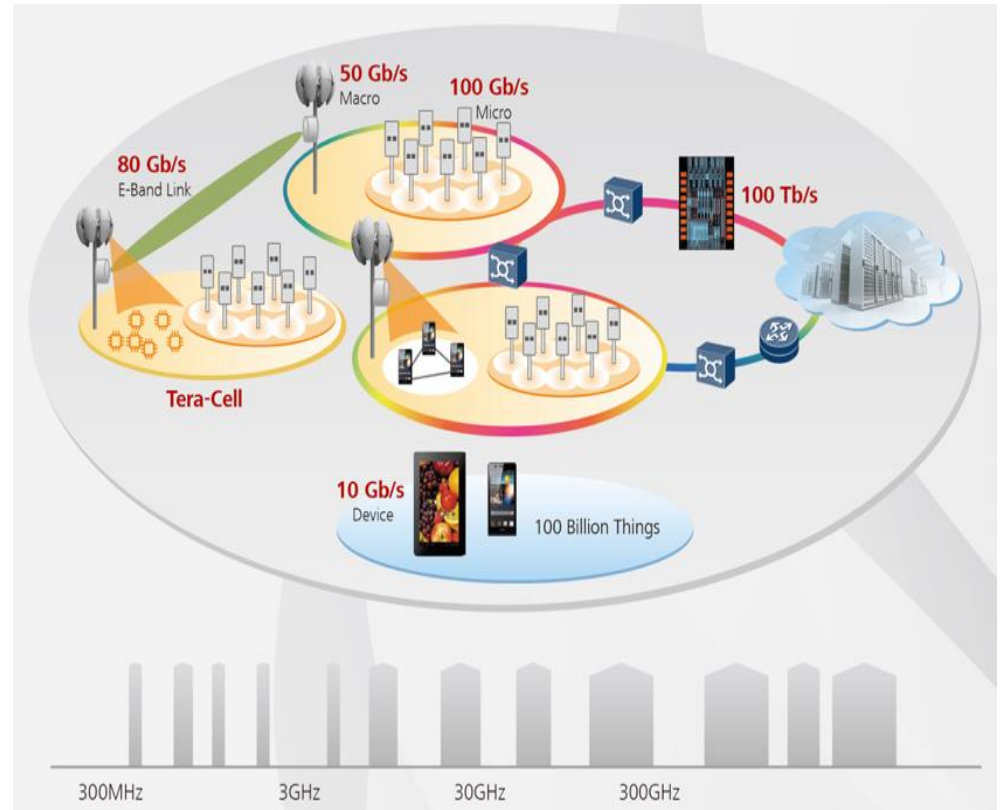 50 Gb/s
Macro
100 Gb/s
Micro
80 Gb/s
E-Band Link
100 Tb/s
Tera-Cell
10 Gb/s
Device
100 Billion Things
300MHz
3GHz
30GHz
300GHz